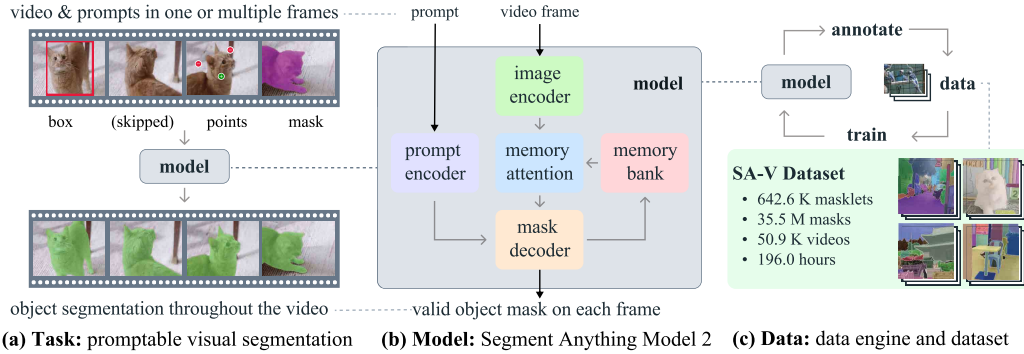 video & prompts in one or multiple frames
box
(skipped)
points
mask
model
object segmentation throughout the video
(a) Task: promptable visual segmentation
prompt
video frame
model
image
encoder
prompt
encoder
memory
attention
memory
bank
mask
decoder
valid object mask on each frame
(b) Model: Segment Anything Model 2
annotate
model
data
train
SA-V Dataset
• 642.6 K masklets
• 35.5 M masks
• 50.9 K videos
• 196.0 hours
(c) Data: data engine and dataset